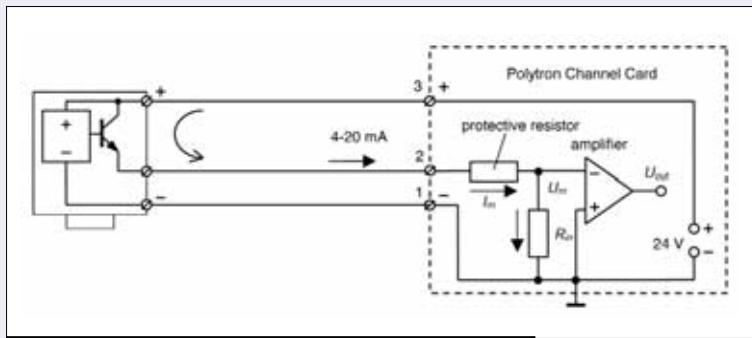 Polytron Channel Card
3 +
+
protective resistor
4-20 mA
amplifier
+
2
−
Uout
−
Im
Um
+
− 1 −
Rm
+
24 V
−